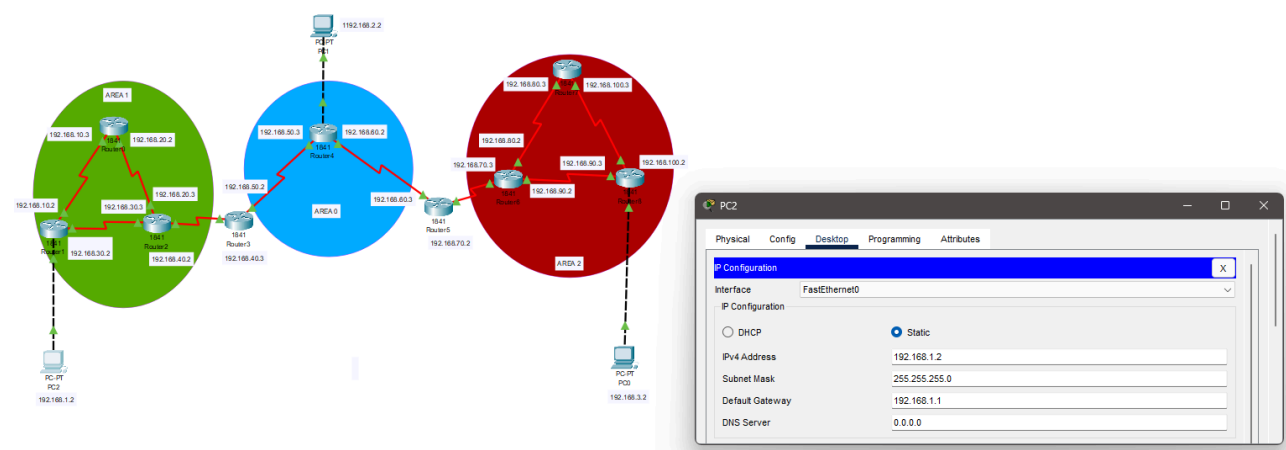 1192.168.2.2
PC-PT
PC1
AREA 1
192.168.10.3
192.168.20.2
1841
Router0
192.168.10.2
192.168.30.3
192.168.20.3
1841
Router1
192.168.30.2
1841
Router2
192.168.40.2
PC-PT
PC2
192.168.1.2
192.168.50.3
192.168.60.2
1841
Router4
192.168.50.2
AREA 0
1841
Router3
192.168.40.3
192.168.60.3
1841
Router5
192.168.70.2
192.168.80.3
192.168.100.3
192.168.80.2
192.168.70.3
192.168.90.3
192.168.100.2
1841
192.168.90.2
1841
AREA 2
PC-PT
PC0
192.168.3.2
PC2
Physical Config Desktop Programming Attributes
IP Configuration X
Interface FastEthernet0
IP Configuration
DHCP Static
IPv4 Address 192.168.1.2
Subnet Mask 255.255.255.0
Default Gateway 192.168.1.1
DNS Server 0.0.0.0